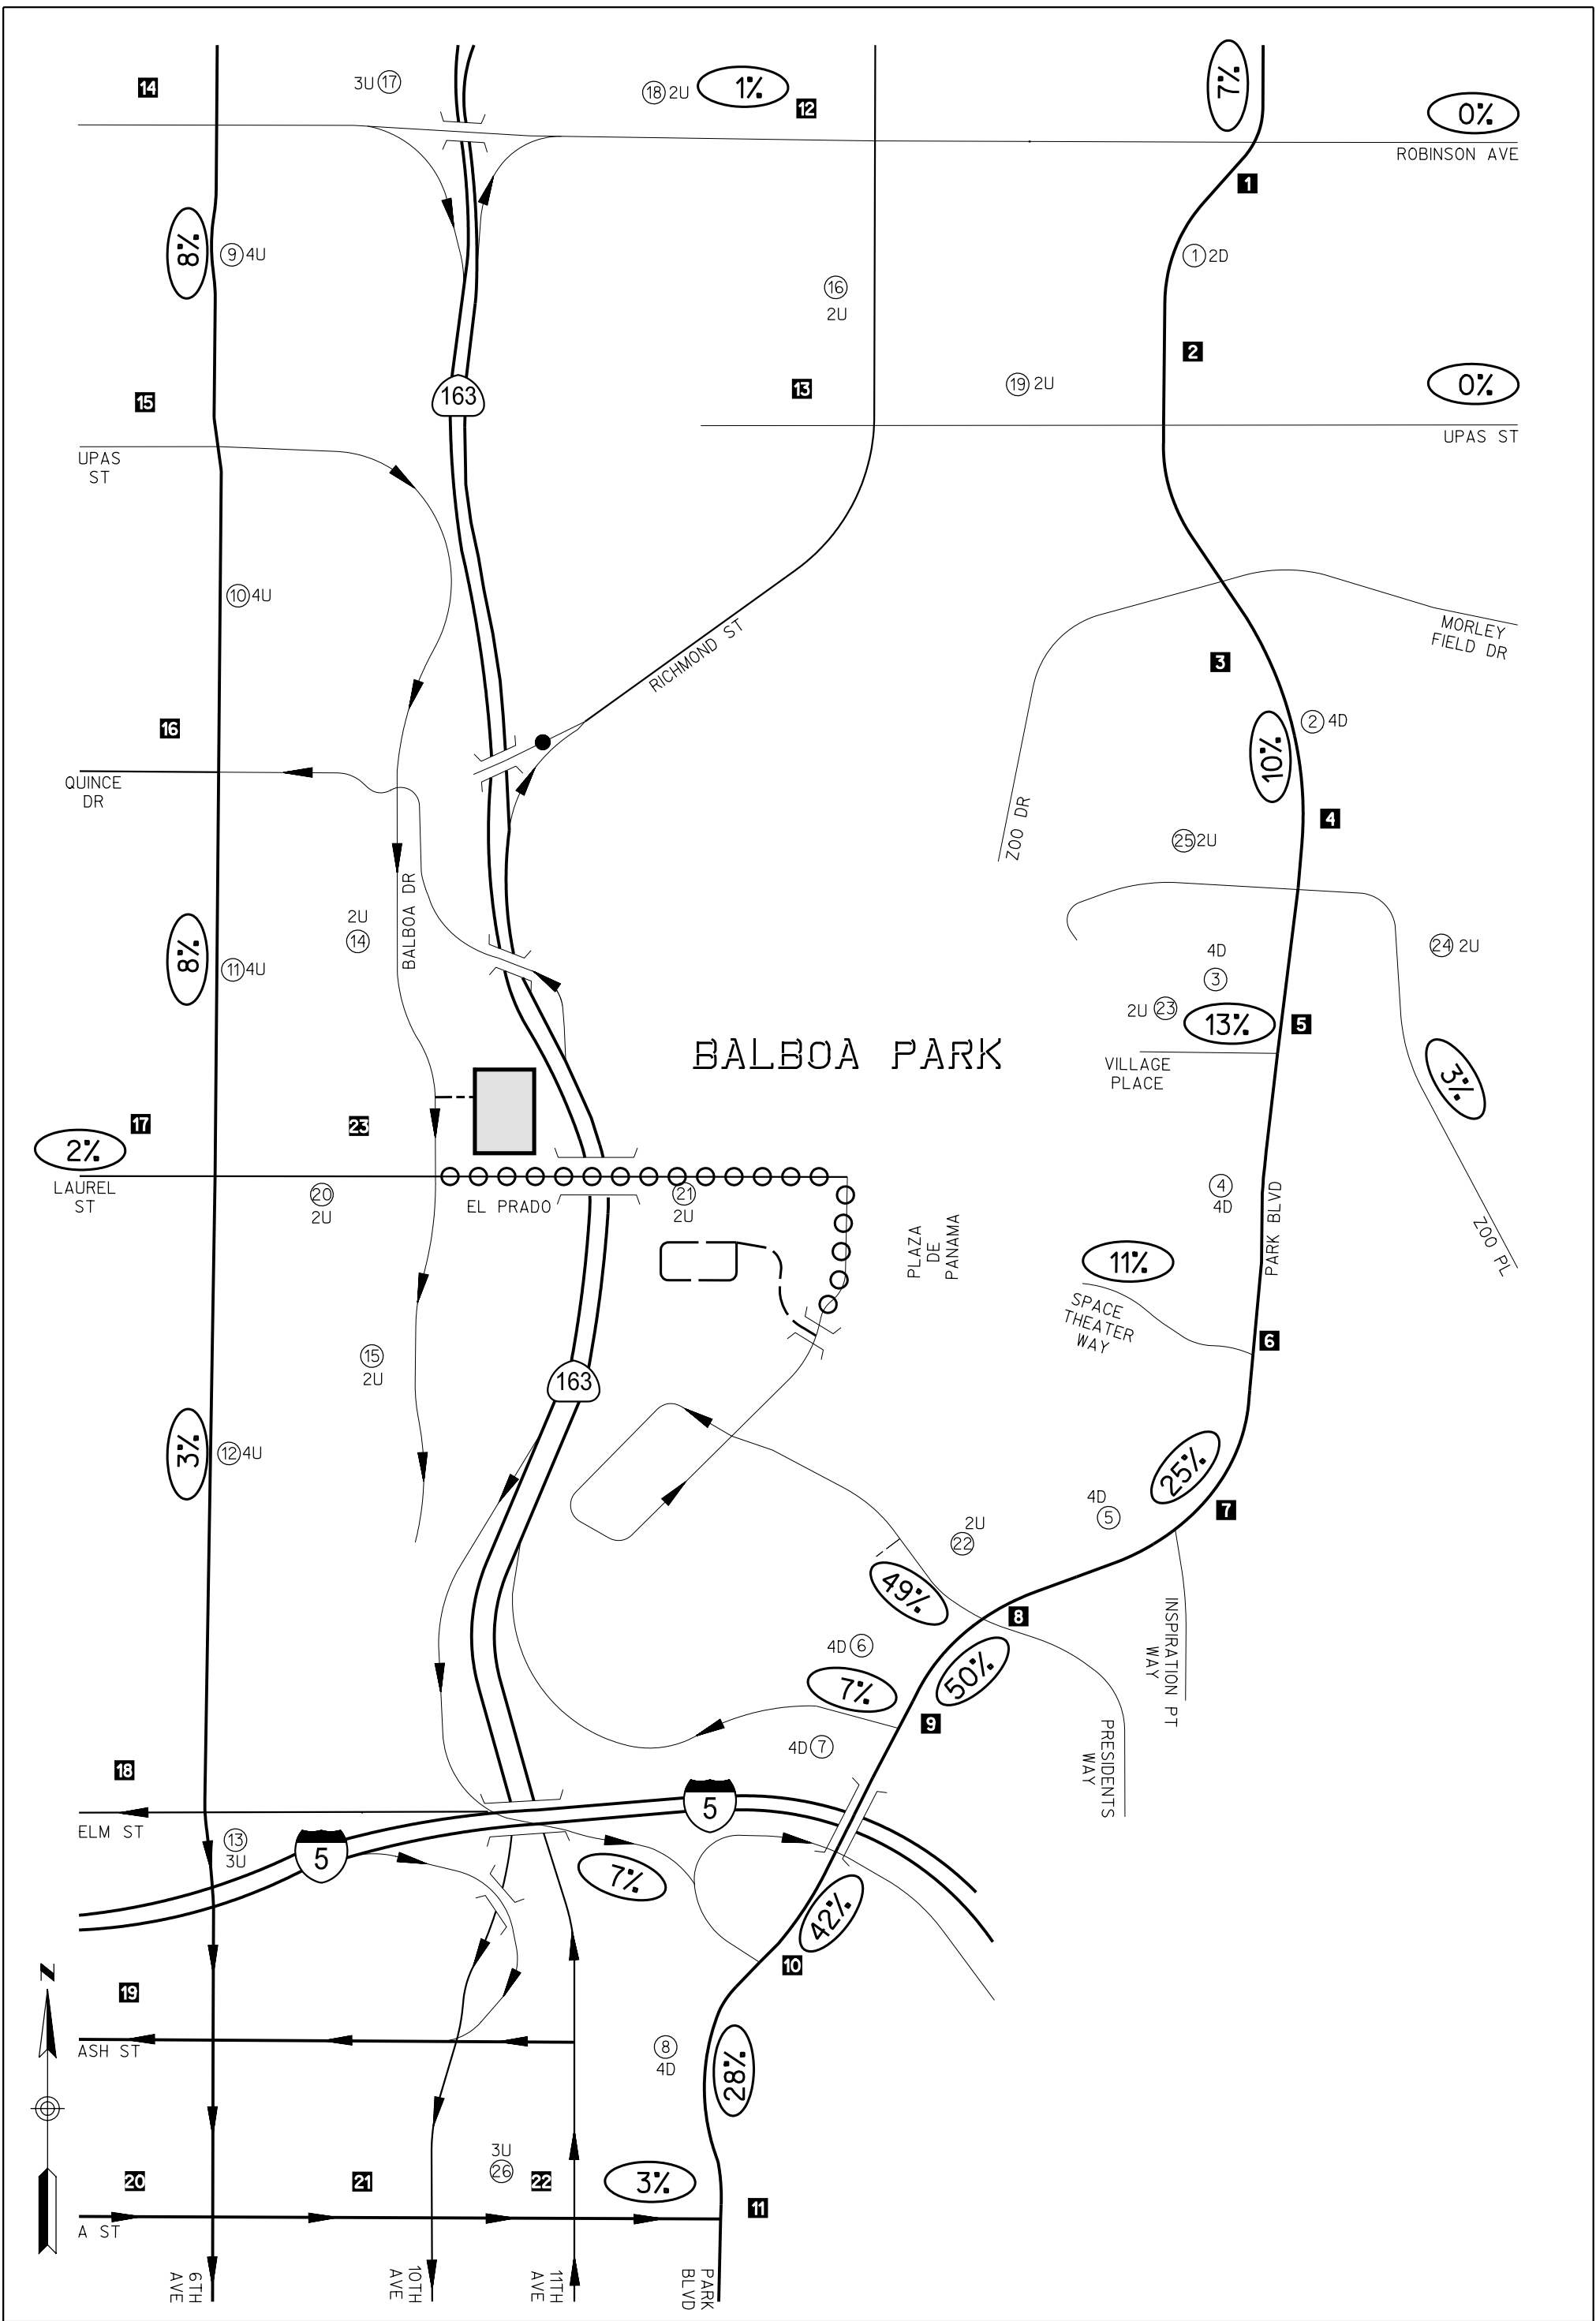 14
3U 17
18 2U
1%
12
7%
0%
ROBINSON AVE
1
8%
9 4U
1 2D
16
2U
2
15
163
13
19 2U
0%
UPAS
ST
UPAS ST
10 4U
MORLEY
FIELD DR
RICHMOND ST
3
16
2 4D
10%
QUINCE
DR
ZOO DR
4
25 2U
BALBOA DR
2U
14
8%
11 4U
4D
3
24 2U
2U 23
13%
5
BALBOA PARK
VILLAGE
PLACE
3%
17
23
2%
LAUREL
ST
20
2U
EL PRADO
21
2U
4
4D
PARK BLVD
PLAZA
DE
PANAMA
ZOO PL
11%
SPACE
THEATER
WAY
6
15
2U
163
3%
12 4U
25%
4D
5
7
2U
22
49%
8
INSPIRATION PT
WAY
4D 6
50%
7%
9
4D 7
PRESIDENTS
WAY
18
5
ELM ST
13
3U
5
7%
42%
10
N
19
ASH ST
8
4D
28%
3U
26
20
21
22
3%
11
A ST
6TH
AVE
10TH
AVE
11TH
AVE
PARK
BLVD